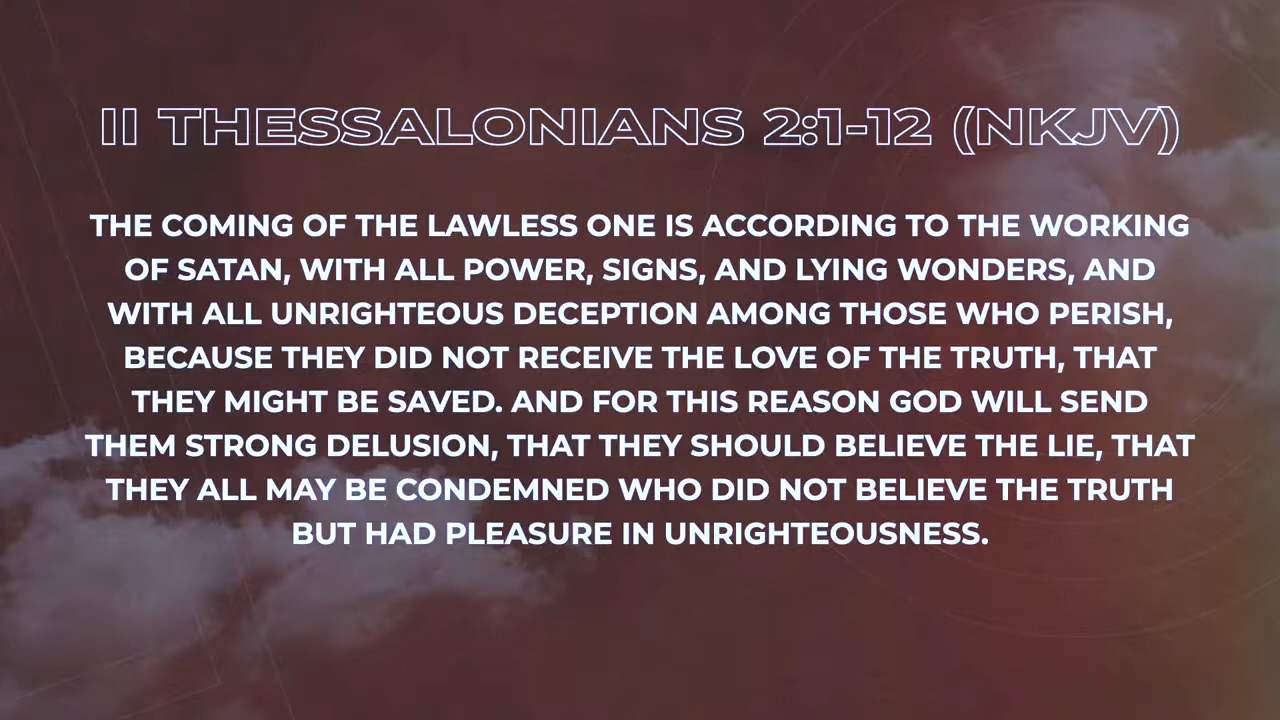 II THESSALONIANS 2:1-12 (NKJV)
THE COMING OF THE LAWLESS ONE IS ACCORDING TO THE WORKING
OF SATAN, WITH ALL POWER, SIGNS, AND LYING WONDERS, AND
WITH ALL UNRIGHTEOUS DECEPTION AMONG THOSE WHO PERISH,
BECAUSE THEY DID NOT RECEIVE THE LOVE OF THE TRUTH, THAT
THEY MIGHT BE SAVED. AND FOR THIS REASON GOD WILL SEND
THEM STRONG DELUSION, THAT THEY SHOULD BELIEVE THE LIE, THAT
THEY ALL MAY BE CONDEMNED WHO DID NOT BELIEVE THE TRUTH
BUT HAD PLEASURE IN UNRIGHTEOUSNESS.